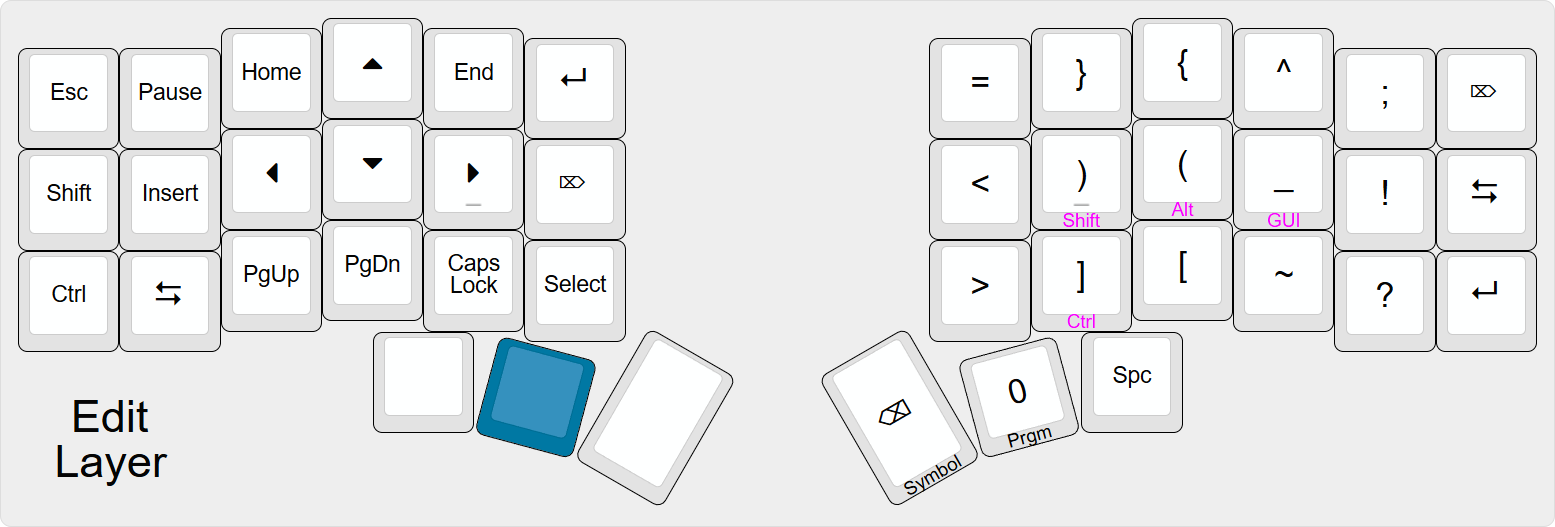 Esc
Pause
Home
▲
End
↵
=
}
{
^
;
⌦
Shift
Insert
◀
▼
▶
⌦
<
)
Shift
(
Alt
_
GUI
!
⇆
Ctrl
⇆
PgUp
PgDn
Caps
Lock
Select
>
]
Ctrl
[
~
?
↵
⌫
Symbol
0
Prgm
Spc
Edit
Layer